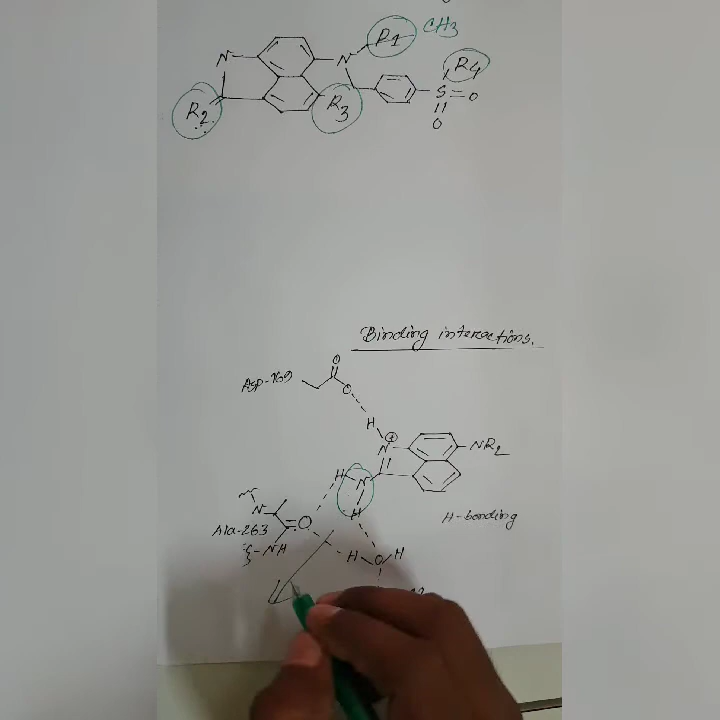 CH3
R1
N
N
R4
R2
R3
S=O
O
Binding interactions.
O
Asp-169
O
H
+
N
NR2
H
N
N
H
H-bonding
Ala-263
O
NH
H
O
H